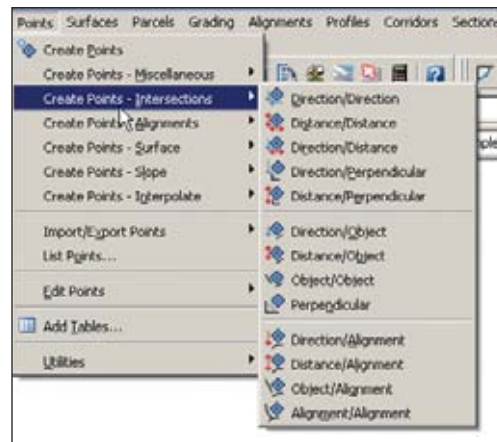 Points Surfaces Parcels Grading Alignments Profiles Corridors Section
Create Points
Create Points - Miscellaneous
Create Points - Intersections
Create Points - Alignments
Create Points - Surface
Create Points - Slope
Create Points - Interpolate
Import/Export Points
List Points...
Edit Points
Add Tables...
Utilities
Direction/Direction
Distance/Distance
Direction/Distance
Direction/Perpendicular
Distance/Perpendicular
Direction/Object
Distance/Object
Object/Object
Perpendicular
Direction/Alignment
Distance/Alignment
Object/Alignment
Alignment/Alignment
ple